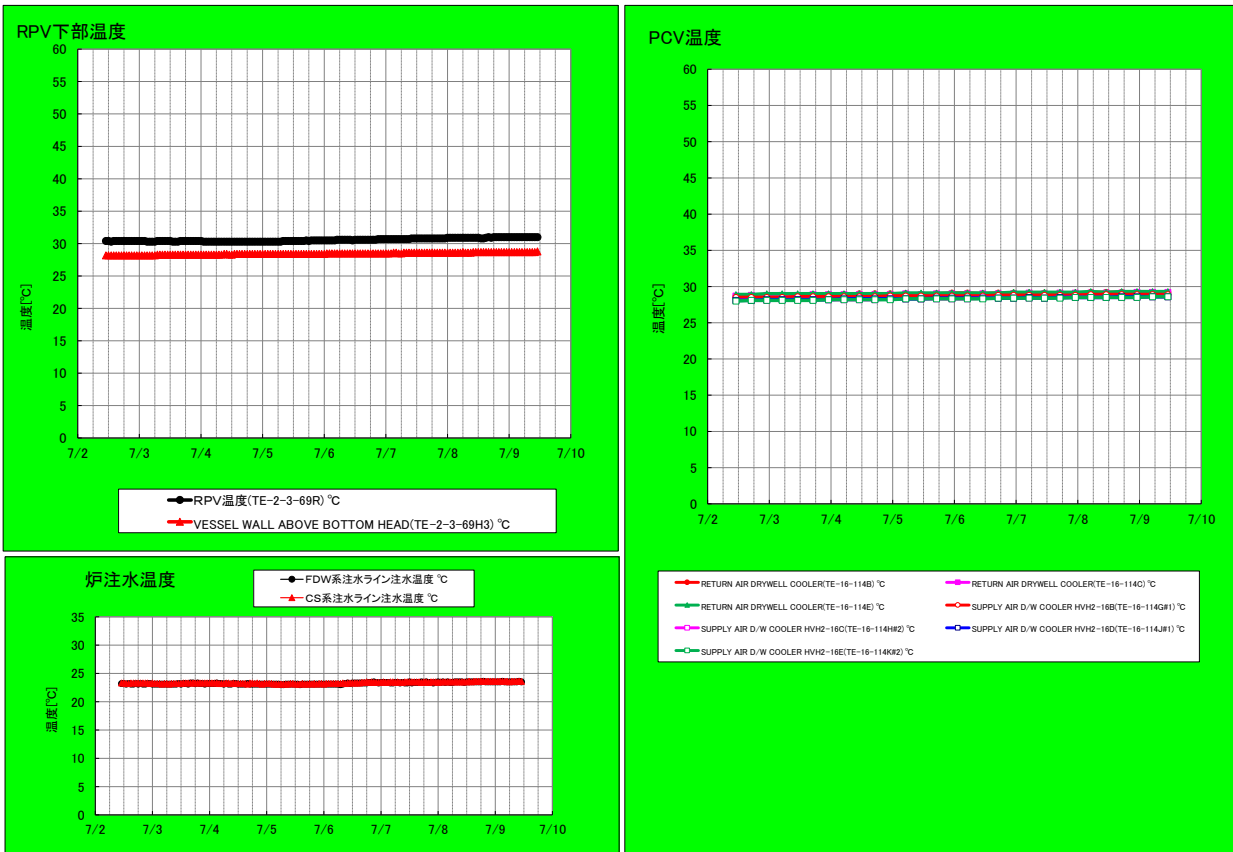 RPV下部温度
60
55
50
45
40
35
30
25
20
15
10
5
0
温度[℃]
7/2 7/3 7/4 7/5 7/6 7/7 7/8 7/9 7/10
RPV温度(TE-2-3-69R) ℃
VESSEL WALL ABOVE BOTTOM HEAD(TE-2-3-69H3) ℃
炉注水温度
FDW系注水ライン注水温度 ℃
CS系注水ライン注水温度 ℃
35
30
25
20
15
10
5
0
温度[℃]
7/2 7/3 7/4 7/5 7/6 7/7 7/8 7/9 7/10
PCV温度
60
55
50
45
40
35
30
25
20
15
10
5
0
温度[℃]
7/2 7/3 7/4 7/5 7/6 7/7 7/8 7/9 7/10
RETURN AIR DRYWELL COOLER(TE-16-114B) ℃
RETURN AIR DRYWELL COOLER(TE-16-114C) ℃
RETURN AIR DRYWELL COOLER(TE-16-114E) ℃
SUPPLY AIR D/W COOLER HVH2-16B(TE-16-114G#1) ℃
SUPPLY AIR D/W COOLER HVH2-16C(TE-16-114H#2) ℃
SUPPLY AIR D/W COOLER HVH2-16D(TE-16-114J#1) ℃
SUPPLY AIR D/W COOLER HVH2-16E(TE-16-114K#2) ℃